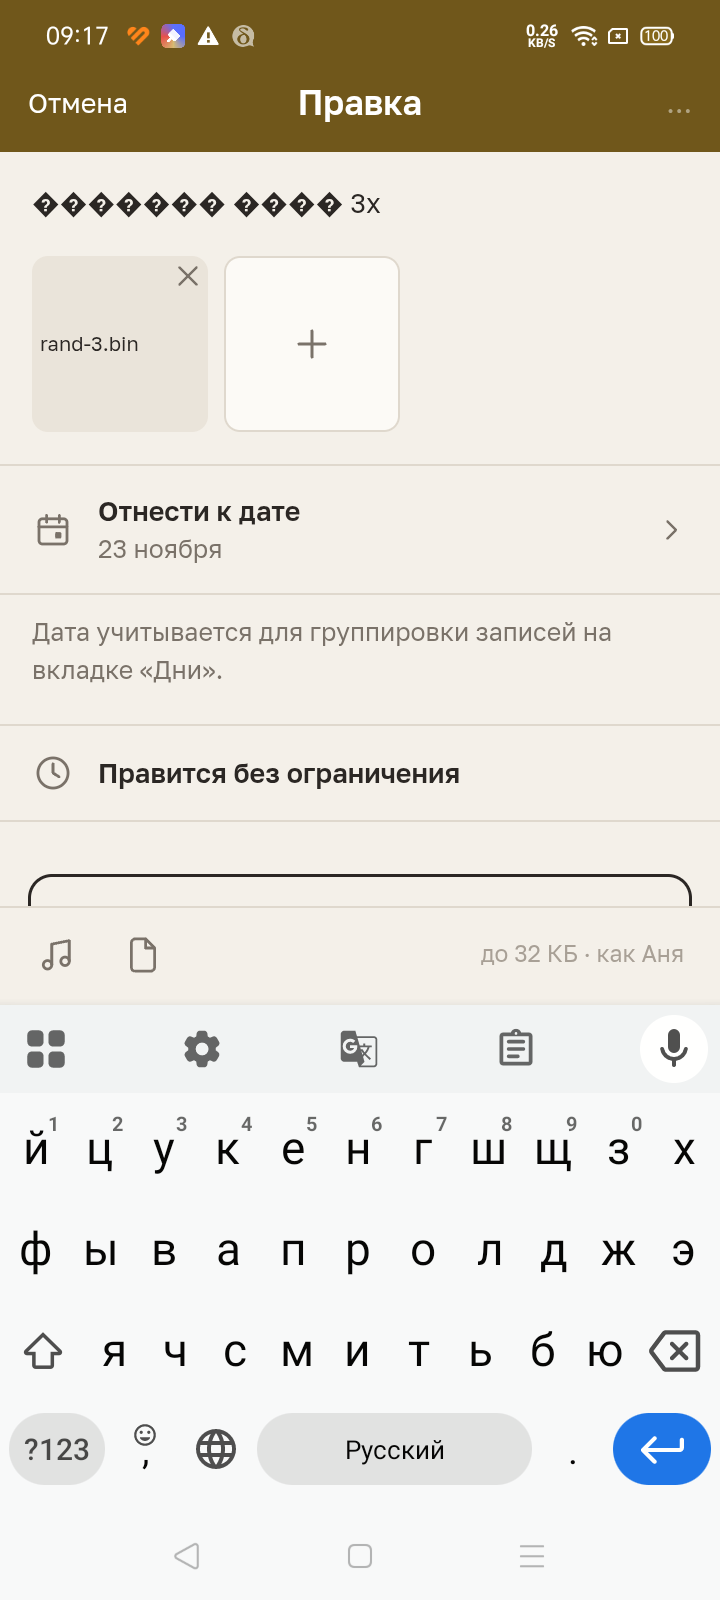 09:17
0.26
KB/S
100
Отмена
Правка
...
������� ���� 3x
rand-3.bin
Отнести к дате
23 ноября
Дата учитывается для группировки записей на
вкладке «Дни».
Правится без ограничения
до 32 КБ · как Аня
1 2 3 4 5 6 7 8 9 0
й ц у к е н г ш щ з х
ф ы в а п р о л д ж э
я ч с м и т ь б ю
?123 , Русский .